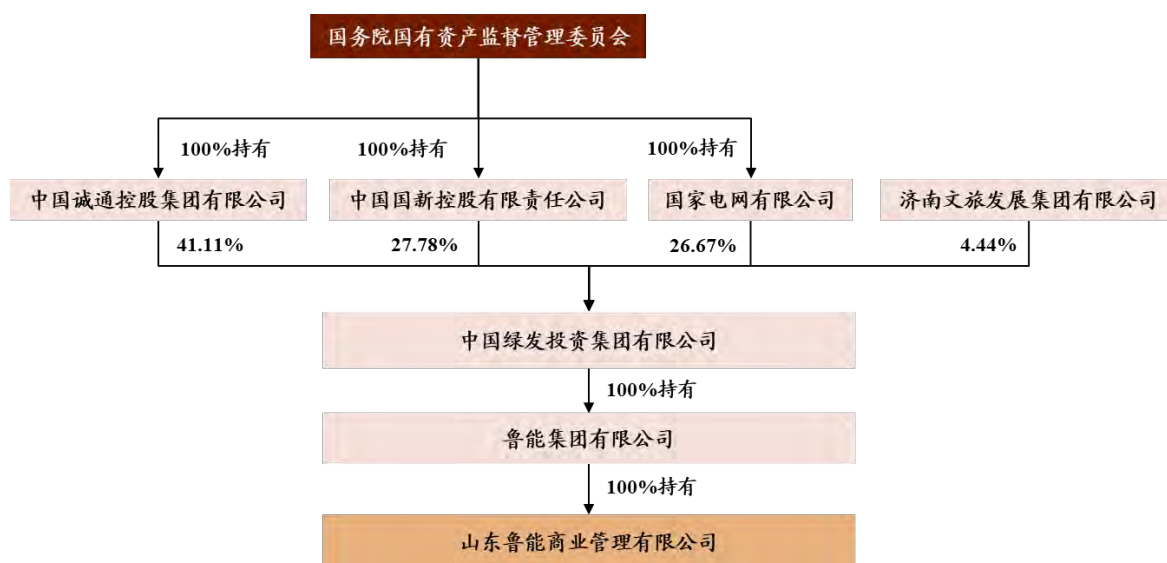 国务院国有资产监督管理委员会
100%持有
100%持有
100%持有
中国诚通控股集团有限公司
中国国新控股有限责任公司
国家电网有限公司
济南文旅发展集团有限公司
41.11%
27.78%
26.67%
4.44%
中国绿发投资集团有限公司
100%持有
鲁能集团有限公司
100%持有
山东鲁能商业管理有限公司